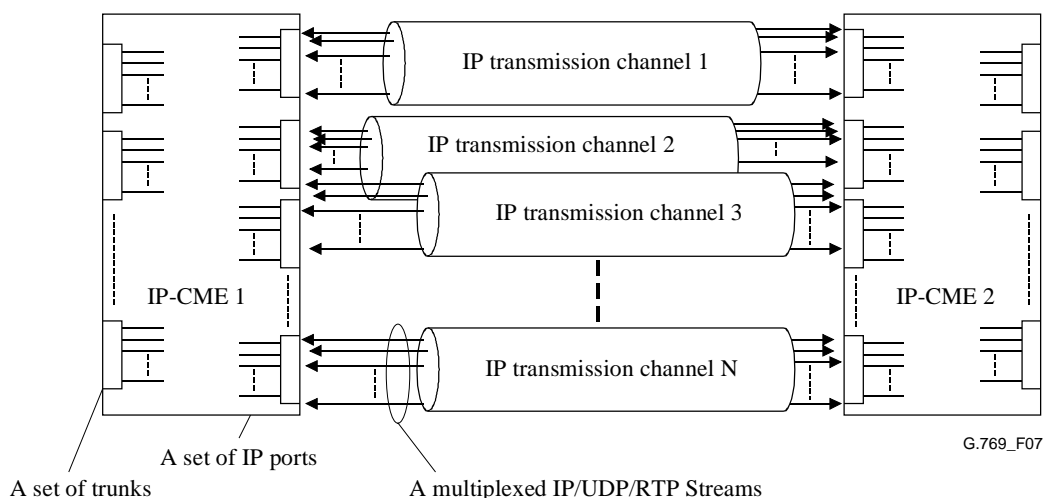 IP transmission channel 1
IP transmission channel 2
IP transmission channel 3
IP-CME 1
IP-CME 2
IP transmission channel N
G.769_F07
A set of IP ports
A set of trunks
A multiplexed IP/UDP/RTP Streams